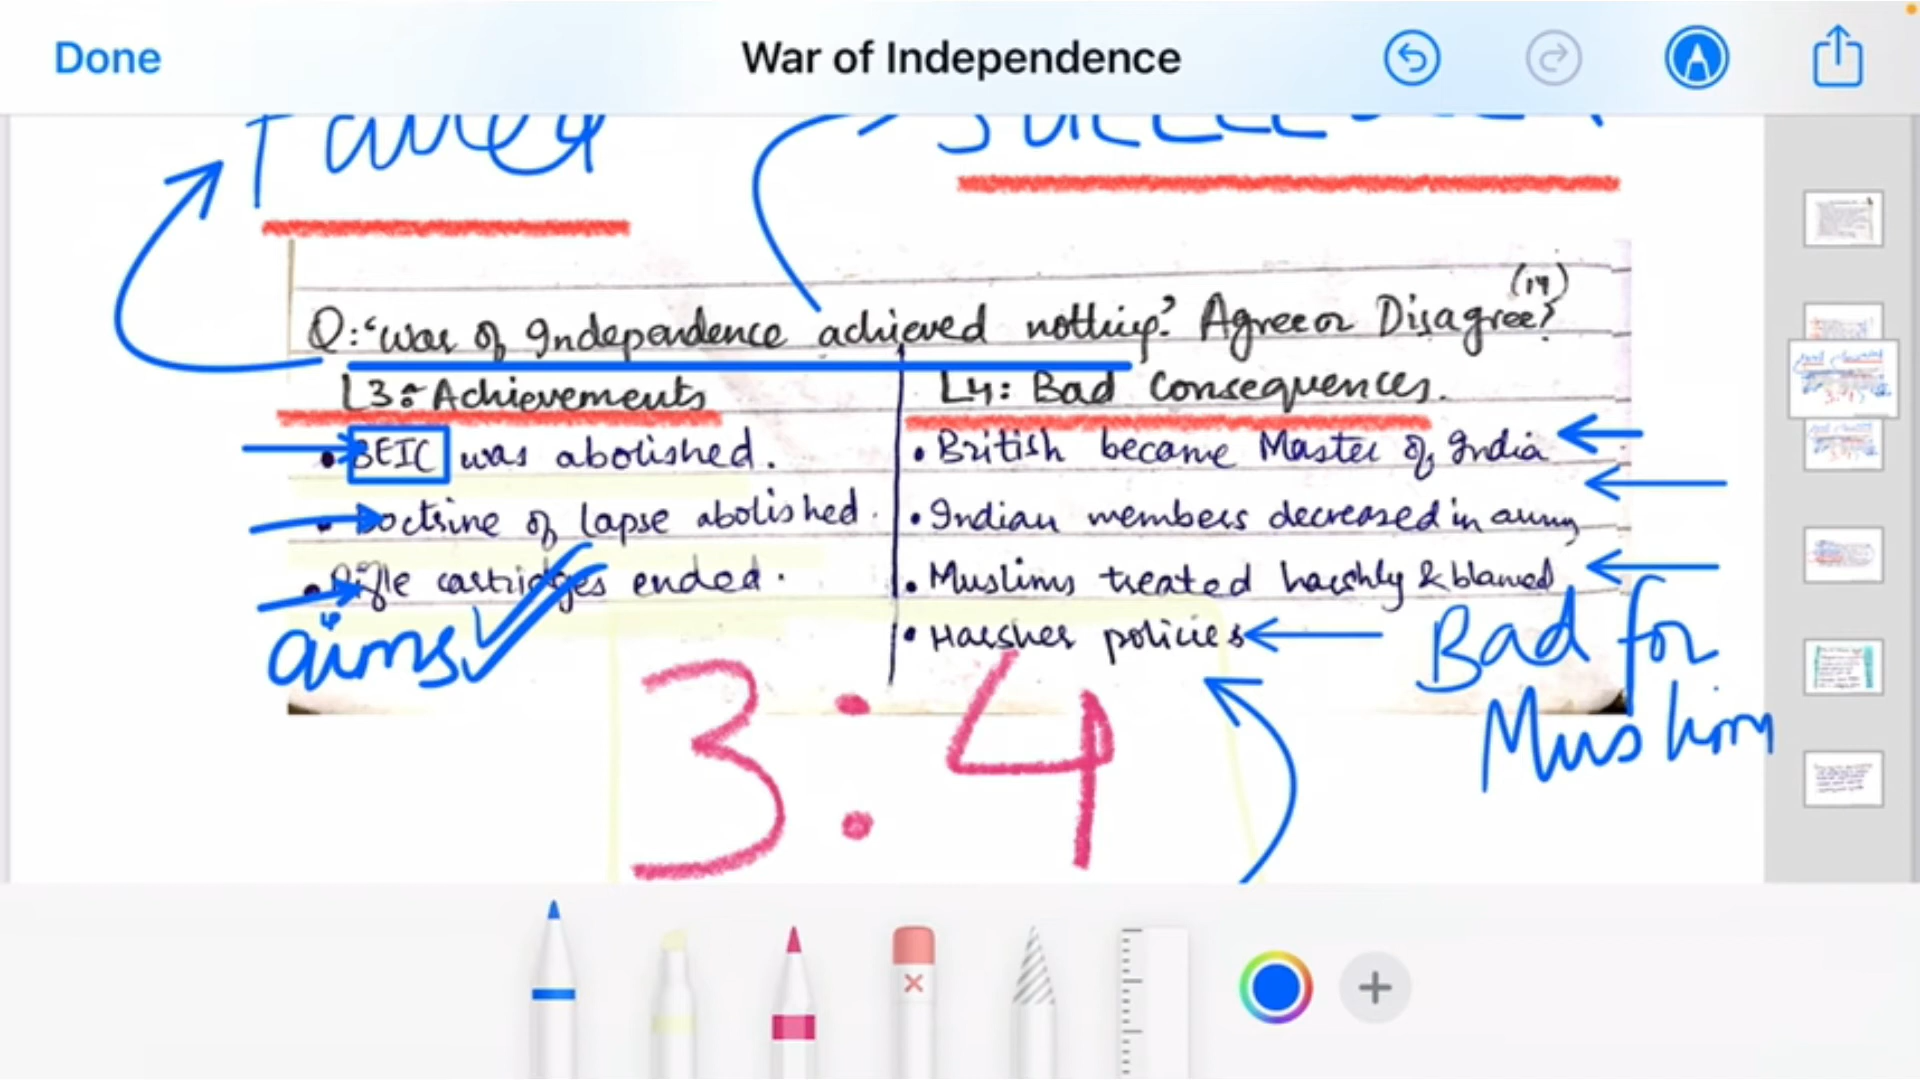 Done
War of Independence
Failed
(14)
Q: 'War of Independence achieved nothing.' Agree or Disagree?
L3: Achievements
L4: Bad Consequences.
• BEIC was abolished.
• British became Master of India
• Doctrine of lapse abolished.
• Indian members decreased in army
• Rifle cartridges ended.
• Muslims treated harshly & blamed
• Harsher policies
aims
Bad for
Muslim
3:4